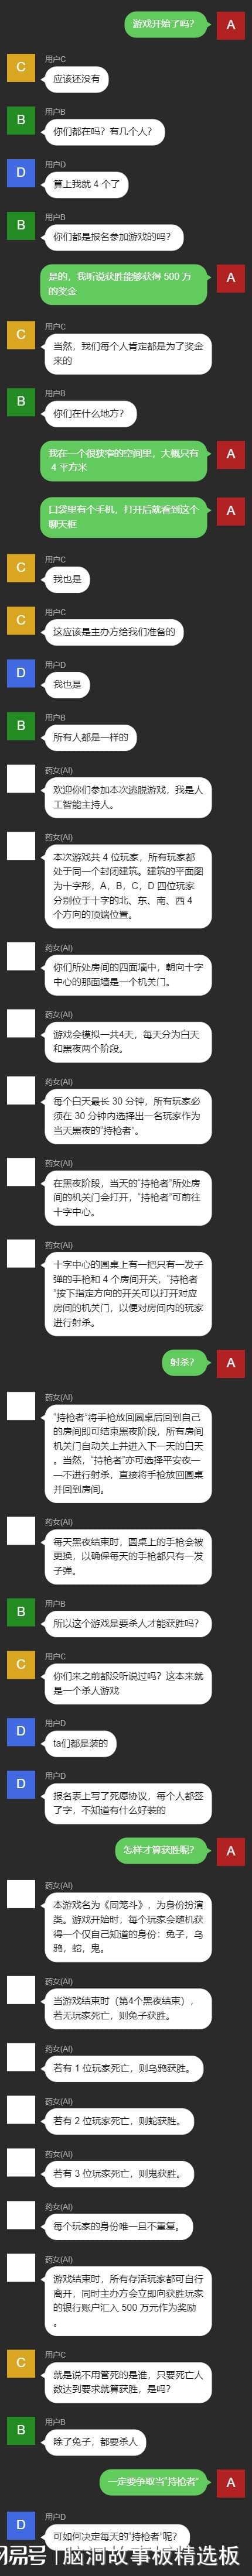 游戏开始了吗?
A
用户C
C
应该还没有
用户B
B
你们都在吗?有几个人?
用户D
D
算上我就 4 个了
用户B
B
你们都是报名参加游戏的吗?
是的,我听说获胜能够获得 500 万
的奖金
A
用户C
C
当然,我们每个人肯定都是为了奖金
来的
用户B
B
你们在什么地方?
我在一个很狭窄的空间里,大概只有
4 平方米
A
口袋里有个手机,打开后就看到这个
聊天框
A
用户C
C
我也是
用户C
C
这应该是主办方给我们准备的
用户D
D
我也是
用户B
B
所有人都是一样的
药女(AI)
欢迎你们参加本次逃脱游戏,我是人
工智能主持人。
药女(AI)
本次游戏共 4 位玩家,所有玩家都
处于同一个封闭建筑。建筑的平面图
为十字形,A,B,C,D 四位玩家
分别位于十字的北、东、南、西 4
个方向的顶端位置。
药女(AI)
你们所处房间的四面墙中,朝向十字
中心的那面墙是一个机关门。
药女(AI)
游戏会模拟一共4天,每天分为白天
和黑夜两个阶段。
药女(AI)
每个白天最长 30 分钟,所有玩家必
须在 30 分钟内选择出一名玩家作为
当天黑夜的“持枪者”。
药女(AI)
在黑夜阶段,当天的“持枪者”所处房
间的机关门会打开,“持枪者”可前往
十字中心。
药女(AI)
十字中心的圆桌上有一把只有一发子
弹的手枪和 4 个房间开关,“持枪者
”按下指定方向的开关可以打开对应
房间的机关门,以便对房间内的玩家
进行射杀。
射杀?
A
药女(AI)
“持枪者”将手枪放回圆桌后回到自己
的房间即可结束黑夜阶段,所有房间
机关门自动关上并进入下一天的白天
。当然,“持枪者”亦可选择平安夜—
—不进行射杀,直接将手枪放回圆桌
并回到房间。
药女(AI)
每天黑夜结束时,圆桌上的手枪会被
更换,以确保每天的手枪都只有一发
子弹。
用户B
B
所以这个游戏是要杀人才能获胜吗?
用户C
C
你们来之前都没听说过吗?这本来就
是一个杀人游戏
用户D
D
ta们都是装的
用户D
D
报名表上写了死愿协议,每个人都签
了字,不知道有什么好装的
怎样才算获胜呢?
A
药女(AI)
本游戏名为《同笼斗》,为身份扮演
类。游戏开始时,每个玩家会随机获
得一个仅自己知道的身份:兔子,乌
鸦,蛇,鬼。
药女(AI)
当游戏结束时(第4个黑夜结束),
若无玩家死亡,则兔子获胜。
药女(AI)
若有 1 位玩家死亡,则乌鸦获胜。
药女(AI)
若有 2 位玩家死亡,则蛇获胜。
药女(AI)
若有 3 位玩家死亡,则鬼获胜。
药女(AI)
每个玩家的身份唯一且不重复。
药女(AI)
游戏结束时,所有存活玩家都可自行
离开,同时主办方会立即向获胜玩家
的银行账户汇入 500 万元作为奖励
。
用户C
C
就是说不用管死的是谁,只要死亡人
数达到要求就算获胜,是吗?
用户B
B
除了兔子,都要杀人
一定要争取当“持枪者”
A
用户D
D
可如何决定每天的“持枪者”呢?
易号|脑洞故事板精选板